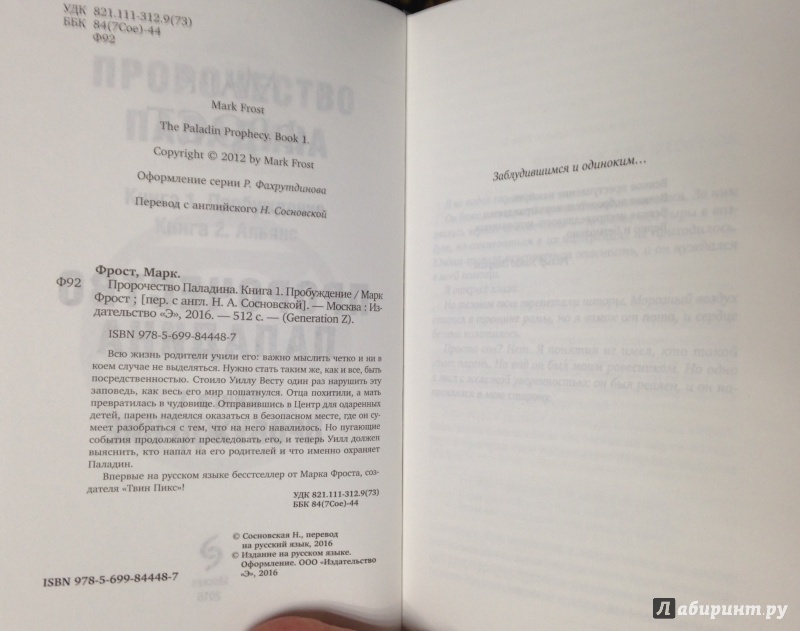 УДК 821.111-312.9(73)
ББК 84(7Сое)-44
Ф92
Mark Frost
The Paladin Prophecy. Book 1.
Copyright © 2012 by Mark Frost
Оформление серии Р. Фахрутдинова
Перевод с английского Н. Сосновской
Фрост, Марк.
Ф92 Пророчество Паладина. Книга 1. Пробуждение / Марк
Фрост ; [пер. с англ. Н. А. Сосновской]. — Москва : Из-
дательство «Э», 2016. — 512 с. — (Generation Z).
ISBN 978-5-699-84448-7
Всю жизнь родители учили его: важно мыслить четко и ни в
коем случае не выделяться. Нужно стать таким же, как и все, быть
посредственностью. Стоило Уиллу Весту один раз нарушить эту
заповедь, как весь его мир пошатнулся. Отца похитили, а мать
превратилась в чудовище. Отправившись в Центр для одаренных
детей, парень надеялся оказаться в безопасном месте, где он су-
меет разобраться с тем, что на него навалилось. Но пугающие
события продолжают преследовать его, и теперь Уилл должен
выяснить, кто напал на его родителей и что именно охраняет
Паладин.
Впервые на русском языке бесстселлер от Марка Фроста, соз-
дателя «Твин Пикс»!
УДК 821.111-312.9(73)
ББК 84(7Сое)-44
© Сосновская Н., перевод
на русский язык, 2016
© Издание на русском языке.
Оформление. ООО «Издательство
«Э», 2016
ISBN 978-5-699-84448-7
Заблудившимся и одиноким...
Лабиринт.ру